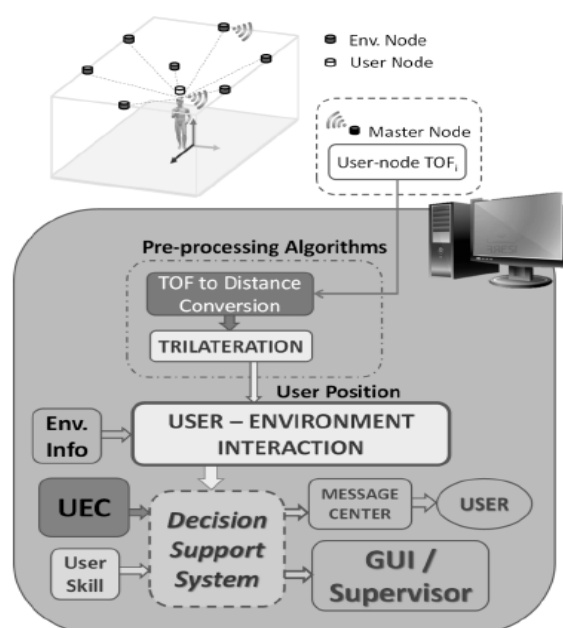 Env. Node
User Node
Master Node
User-node TOFi
Pre-processing Algorithms
TOF to Distance
Conversion
TRILATERATION
User Position
USER – ENVIRONMENT
INTERACTION
Env.
Info
UEC
User
Skill
Decision
Support
System
MESSAGE
CENTER
USER
GUI /
Supervisor